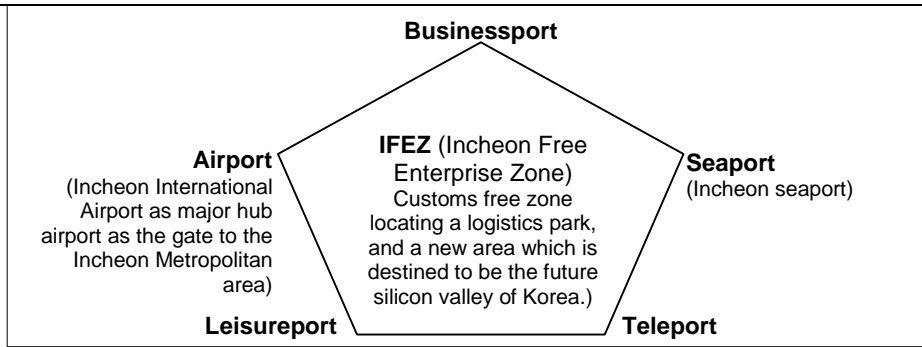 Businessport
Airport
(Incheon International
Airport as major hub
airport as the gate to the
Incheon Metropolitan
area)
IFEZ (Incheon Free
Enterprise Zone)
Customs free zone
locating a logistics park,
and a new area which is
destined to be the future
silicon valley of Korea.)
Seaport
(Incheon seaport)
Leisureport
Teleport